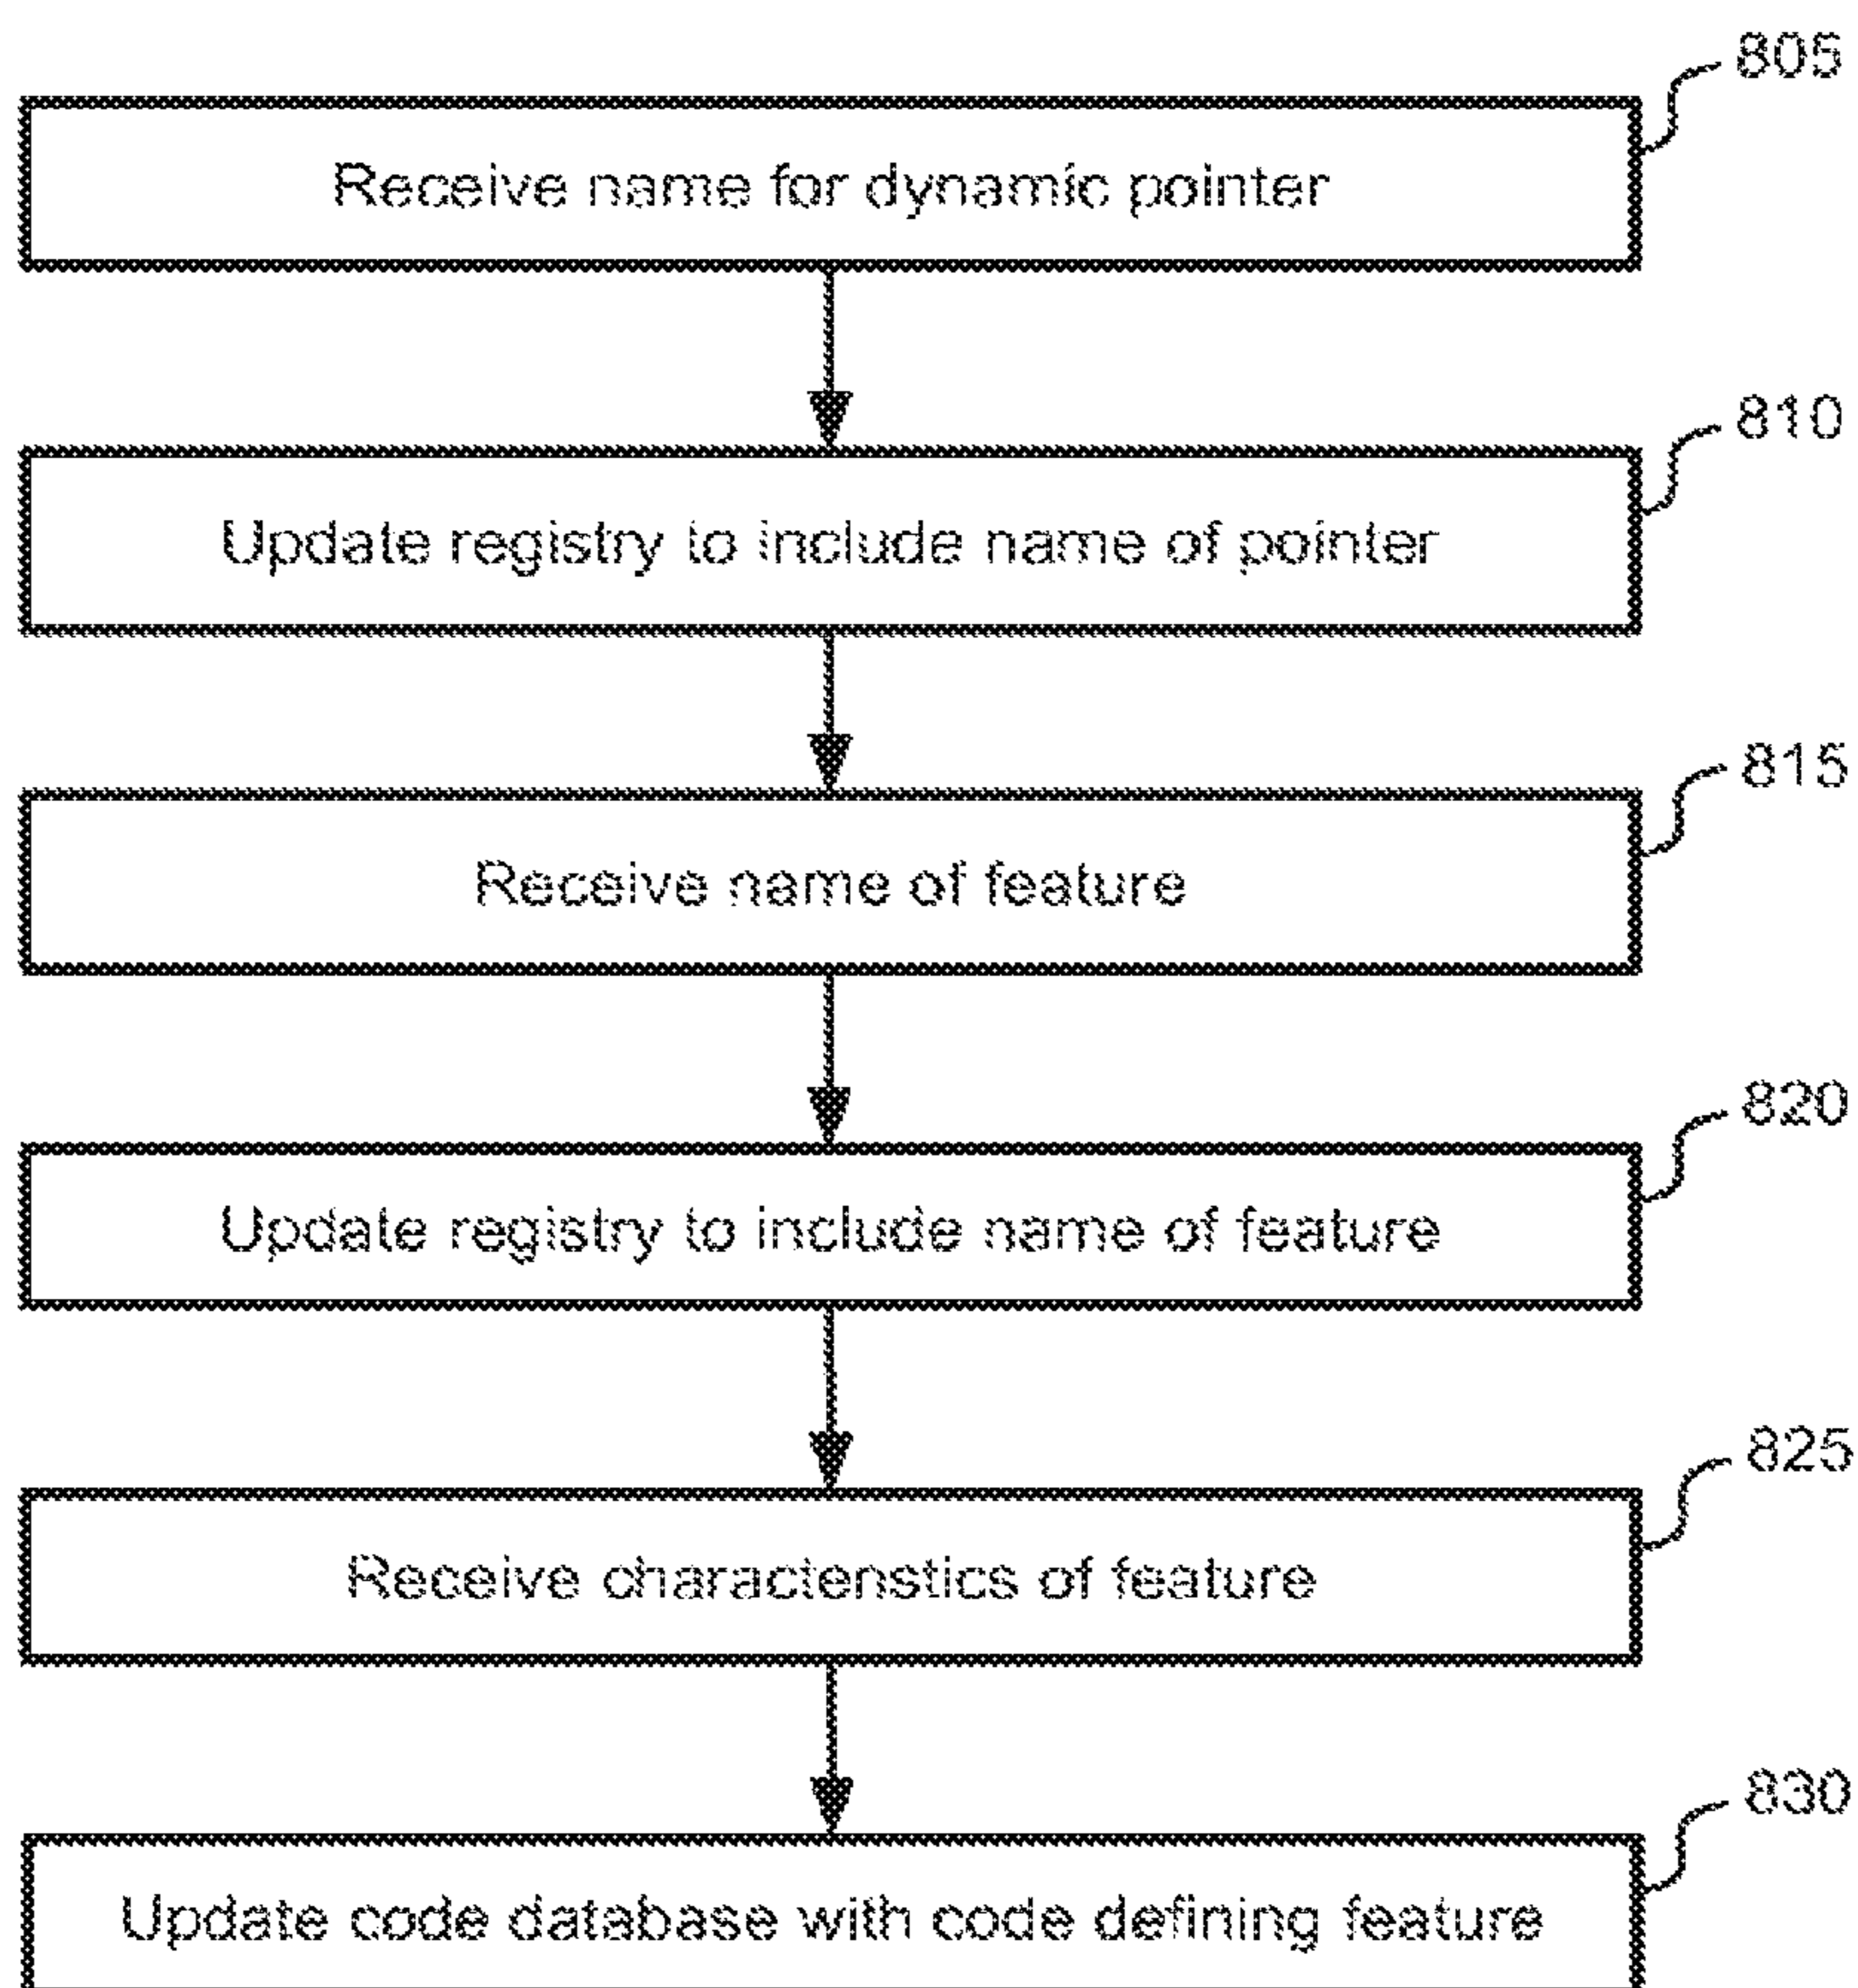 805
Receive name for dynamic pointer
810
Update registry to include name of pointer
815
Receive name of feature
820
Update registry to include name of feature
825
Receive characteristics of feature
830
Update code database with code defining feature